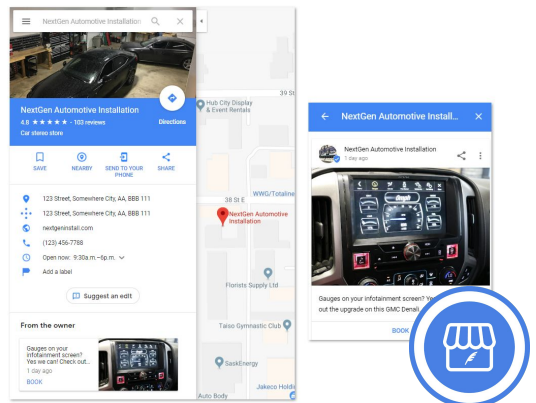 NextGen Automotive Installation
39 St
Hub City Display
& Event Rentals
NextGen Automotive Installation
4.8 ★★★★★ - 103 reviews
Car stereo store
Directions
SAVE
NEARBY
SEND TO YOUR
PHONE
SHARE
WWG/Totaline
38 St E
NextGen Automotive
Installation
123 Street, Somewhere City, AA, BBB 111
123 Street, Somewhere City, AA, BBB 111
nextgeninstall.com
(123) 456-7788
Open now: 9:30a.m.–6p.m.
Add a label
Suggest an edit
Florists Supply Ltd
Taiso Gymnastic Club
SaskEnergy
Jakeco Holdi
Auto Body
From the owner
Gauges on your
infotainment screen?
Yes we can! Check out...
1 day ago
BOOK
NextGen Automotive Install...
NextGen Automotive Installation
1 day ago
Gauges on your infotainment screen? Ye
out the upgrade on this GMC Denali
BOOK